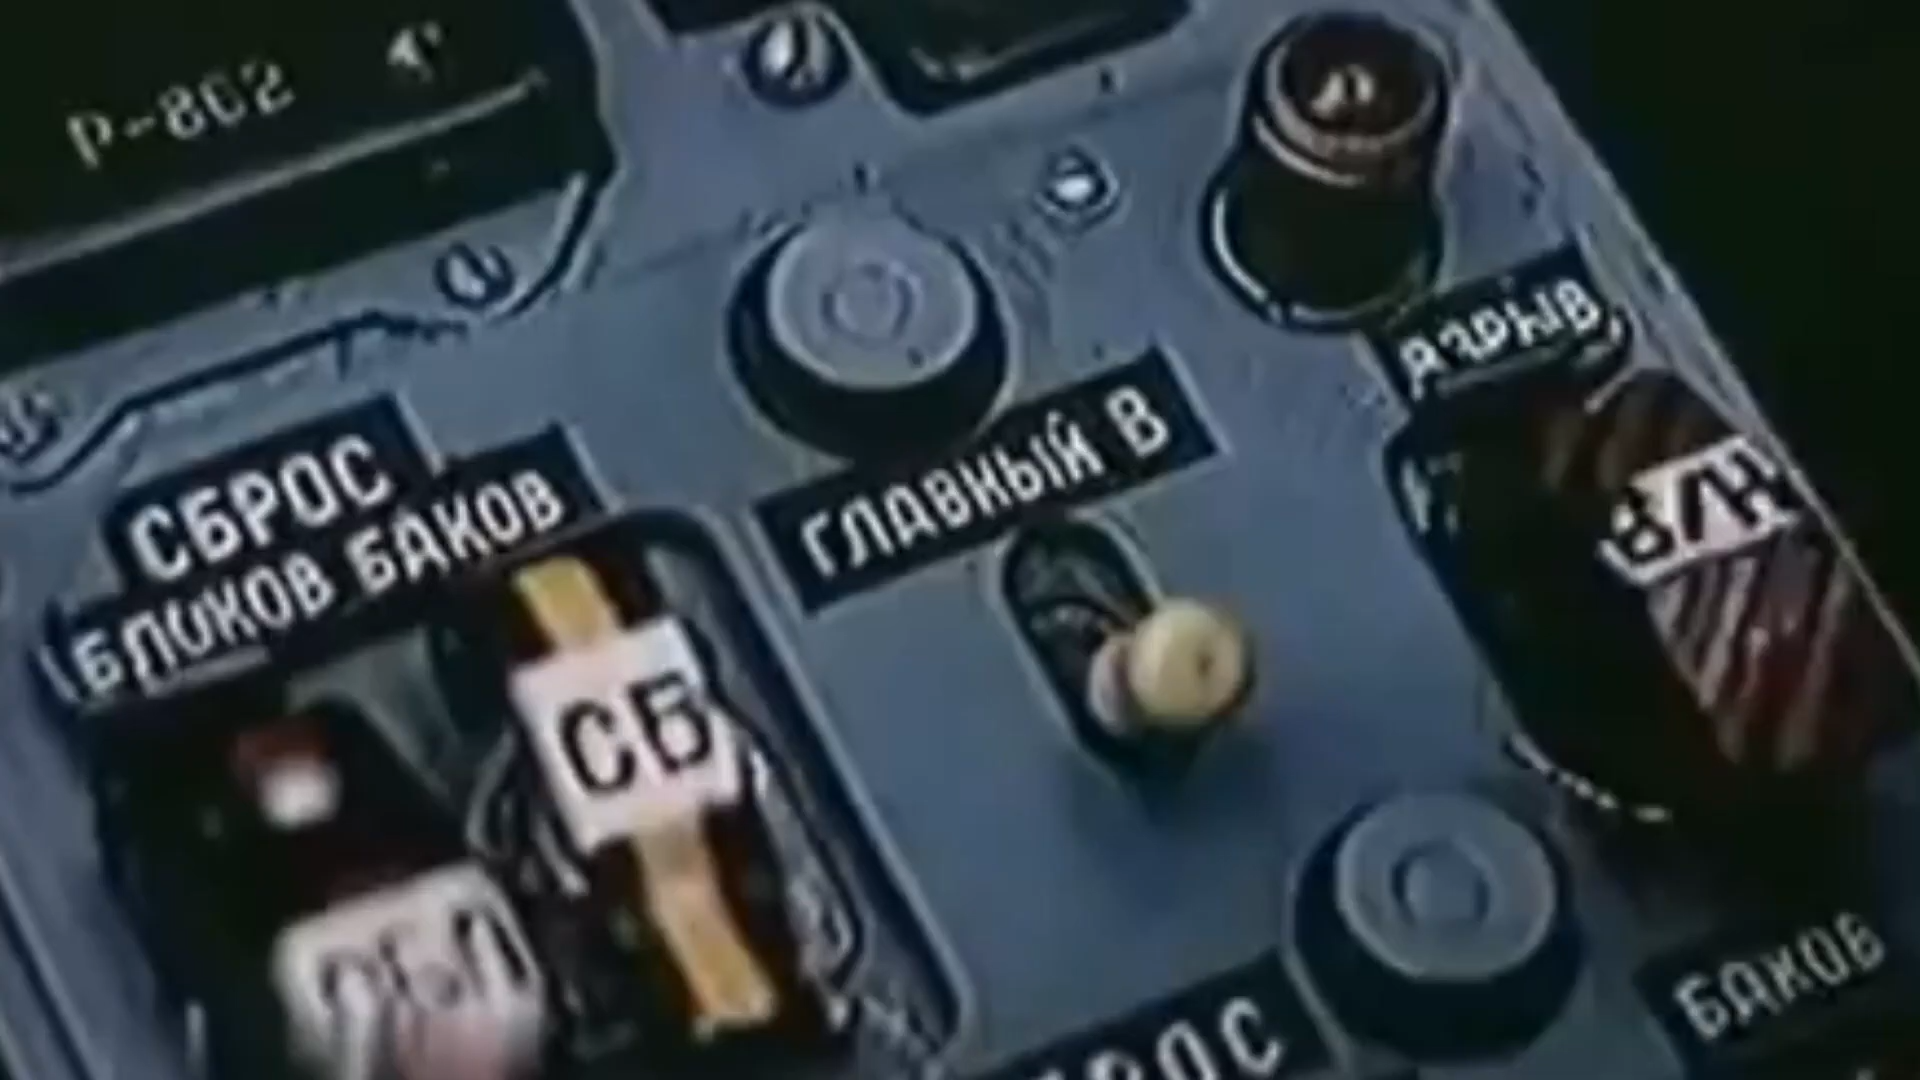 Р-802
СБРОС
БЛОКОВ БАКОВ
ГЛАВНЫЙ В
ВЗРЫВ
СБ
БАКОВ